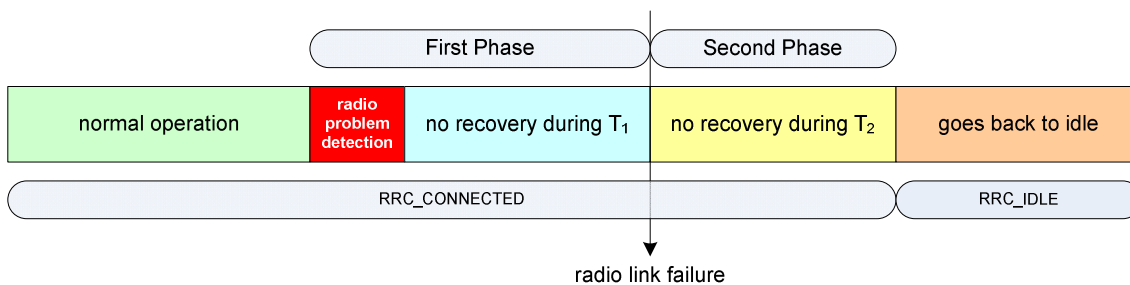 First Phase
Second Phase
normal operation
radio
problem
detection
no recovery during T₁
no recovery during T₂
goes back to idle
RRC_CONNECTED
RRC_IDLE
radio link failure